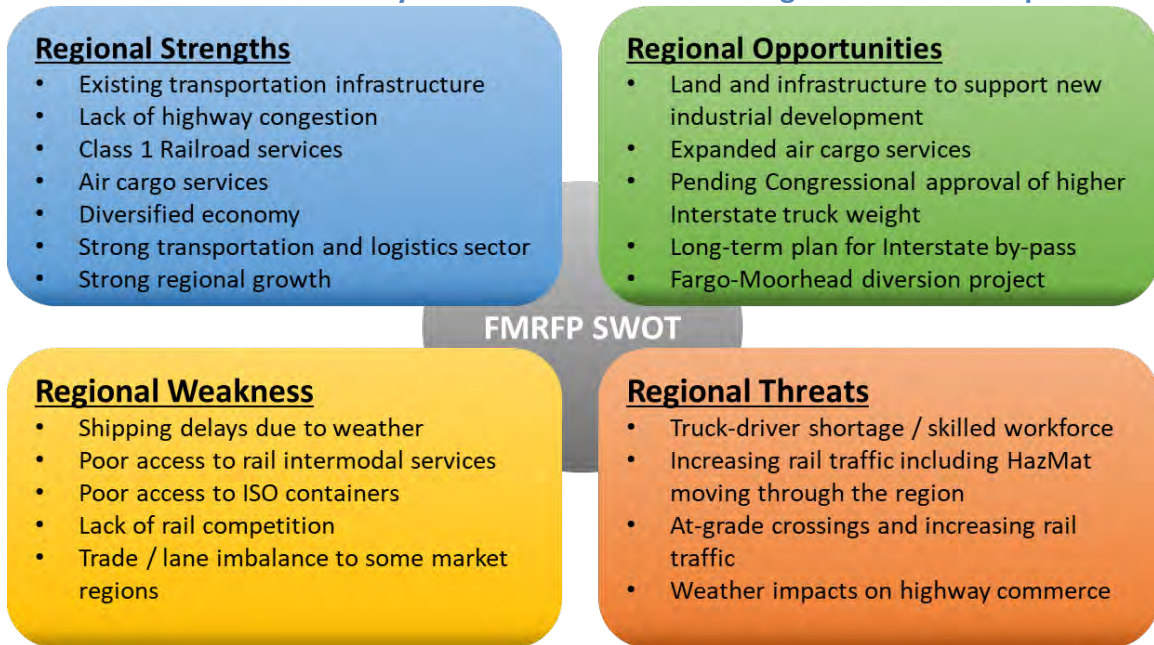 Regional Strengths
• Existing transportation infrastructure
• Lack of highway congestion
• Class 1 Railroad services
• Air cargo services
• Diversified economy
• Strong transportation and logistics sector
• Strong regional growth
Regional Opportunities
• Land and infrastructure to support new
industrial development
• Expanded air cargo services
• Pending Congressional approval of higher
Interstate truck weight
• Long-term plan for Interstate by-pass
• Fargo-Moorhead diversion project
FMRFP SWOT
Regional Weakness
• Shipping delays due to weather
• Poor access to rail intermodal services
• Poor access to ISO containers
• Lack of rail competition
• Trade / lane imbalance to some market
regions
Regional Threats
• Truck-driver shortage / skilled workforce
• Increasing rail traffic including HazMat
moving through the region
• At-grade crossings and increasing rail
traffic
• Weather impacts on highway commerce